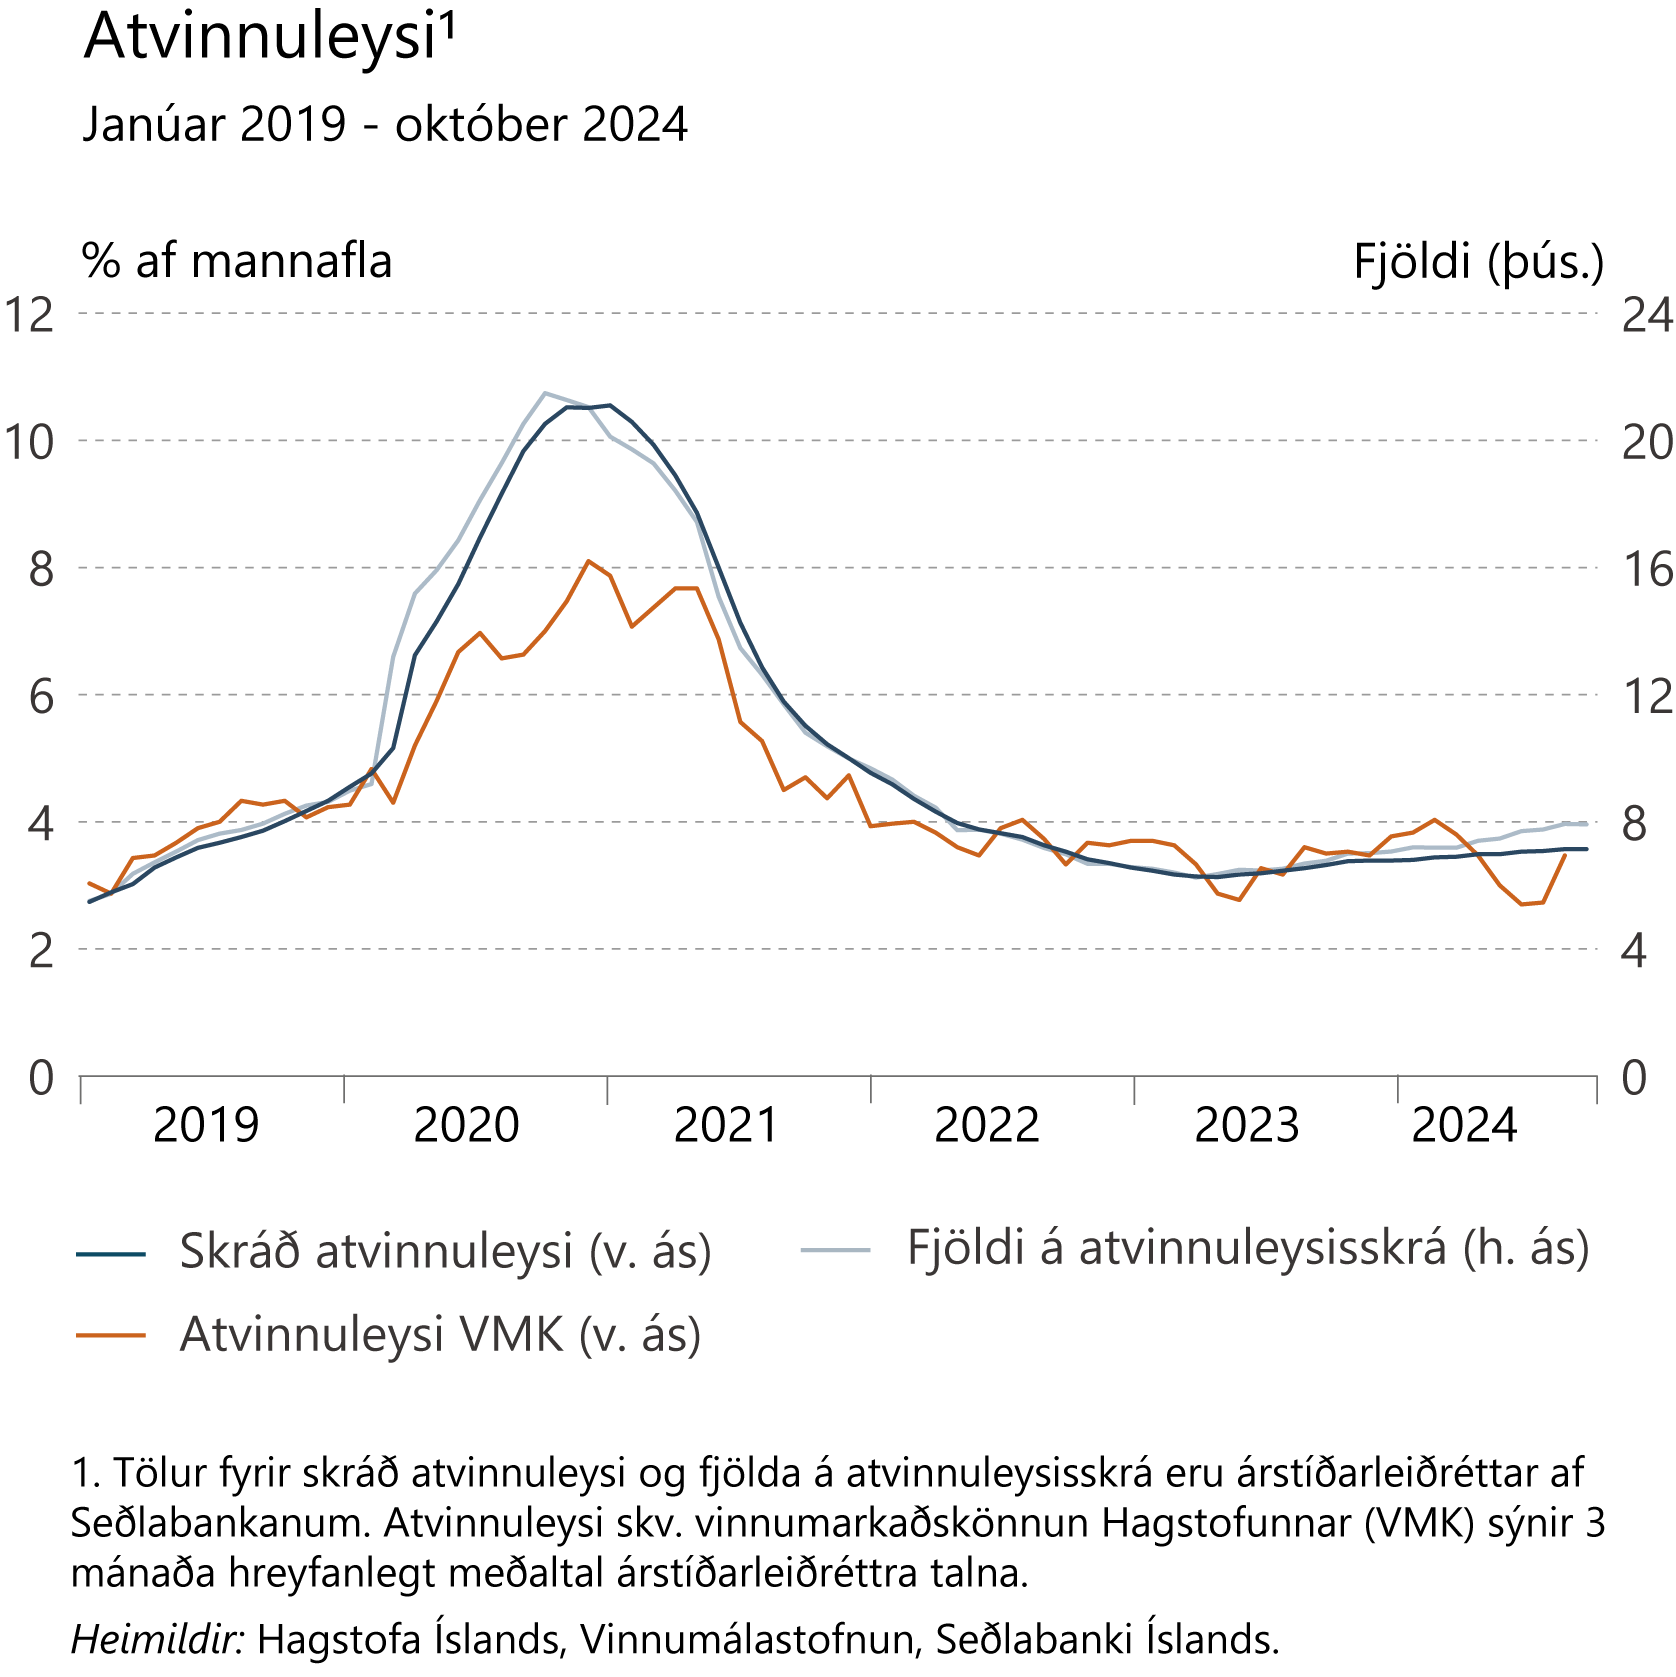 Atvinnuleysi¹
Janúar 2019 - október 2024
% af mannafla
Fjöldi (þús.)
12
24
10
20
8
16
6
12
4
8
2
4
0
0
2019
2020
2021
2022
2023
2024
Skráð atvinnuleysi (v. ás)
Fjöldi á atvinnuleysisskrá (h. ás)
Atvinnuleysi VMK (v. ás)
1. Tölur fyrir skráð atvinnuleysi og fjölda á atvinnuleysisskrá eru árstíðarleiðréttar af
Seðlabankanum. Atvinnuleysi skv. vinnumarkaðskönnun Hagstofunnar (VMK) sýnir 3
mánaða hreyfanlegt meðaltal árstíðarleiðréttra talna.
Heimildir: Hagstofa Íslands, Vinnumálastofnun, Seðlabanki Íslands.